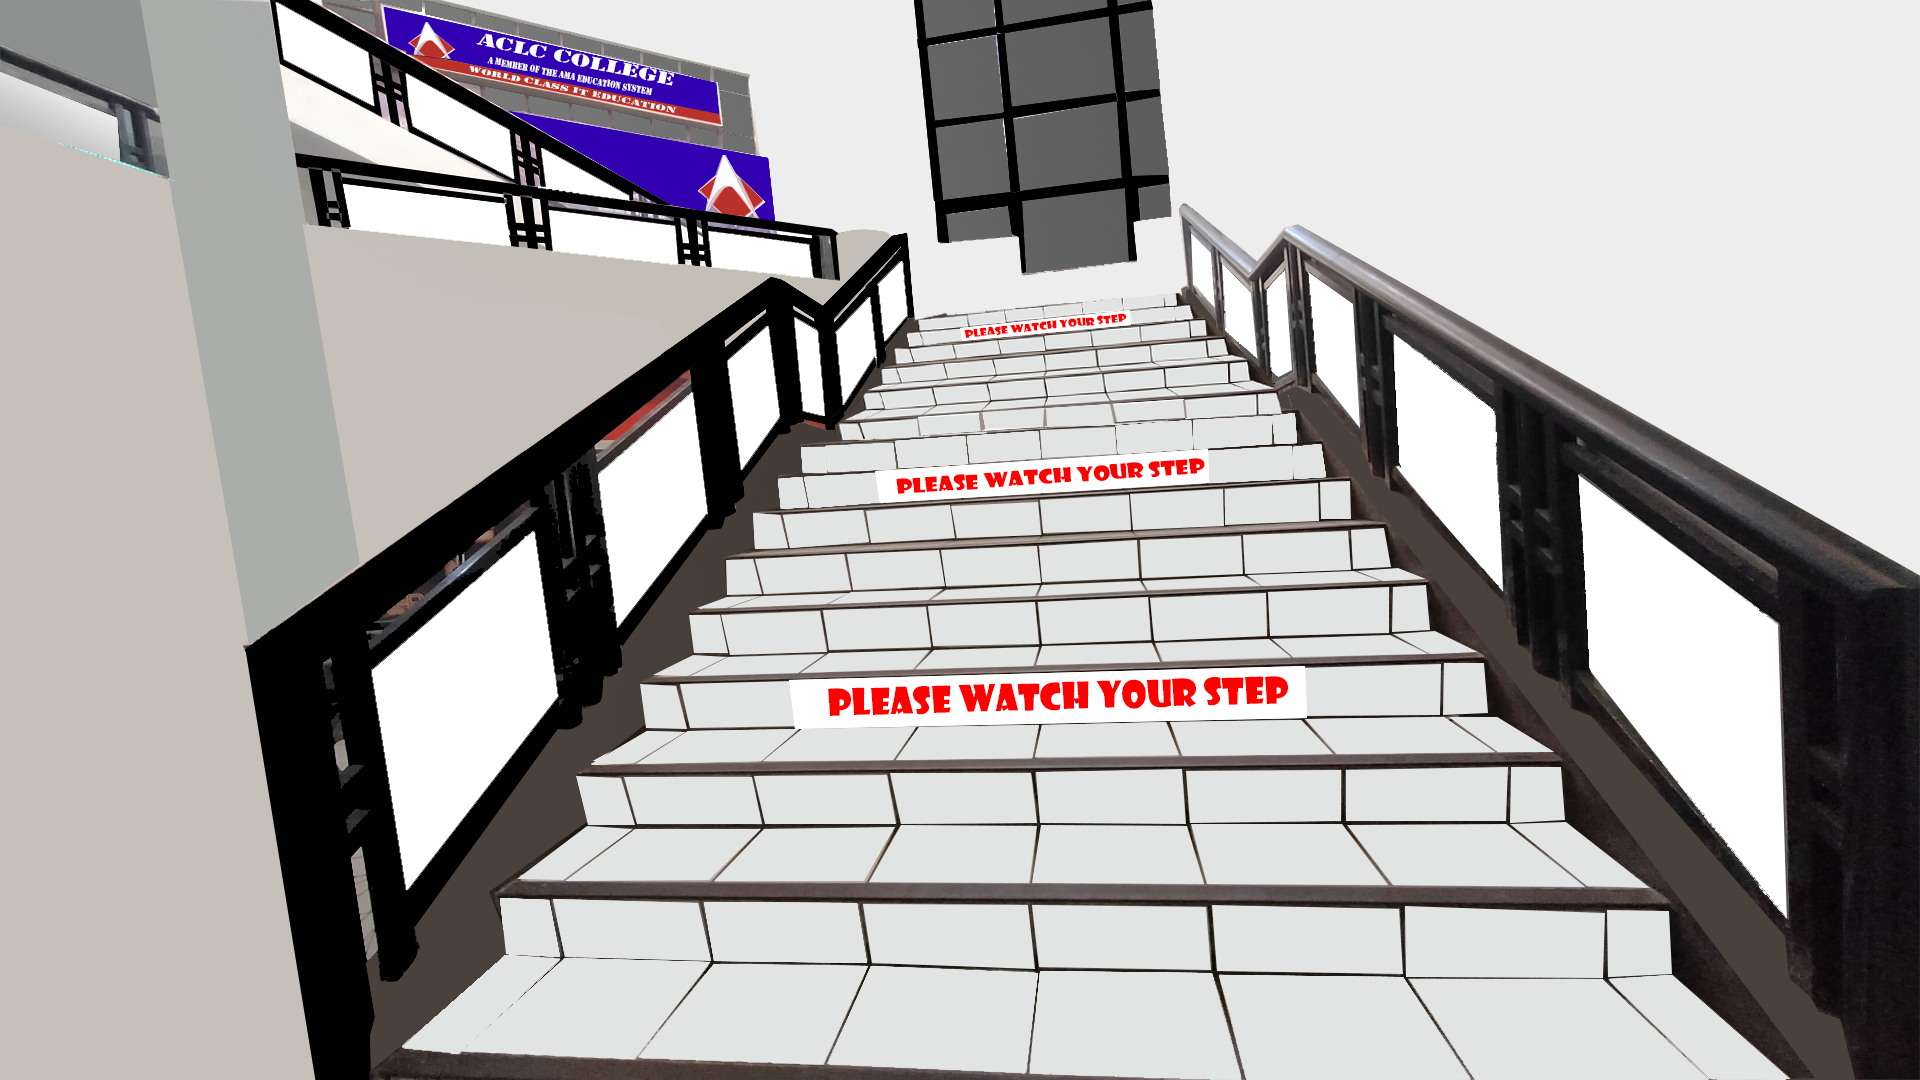 ACLC COLLEGE
A MEMBER OF THE AMA EDUCATION SYSTEM
WORLD CLASS IT EDUCATION
PLEASE WATCH YOUR STEP
PLEASE WATCH YOUR STEP
PLEASE WATCH YOUR STEP